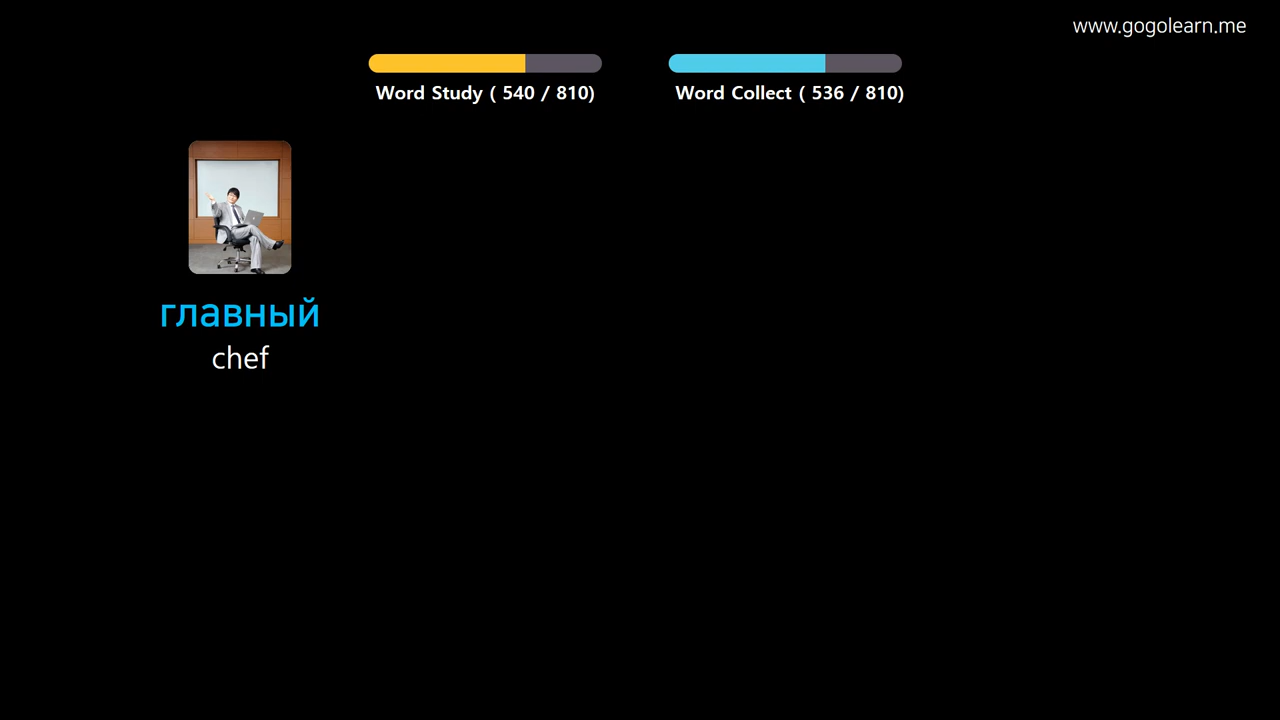 www.gogolearn.me
Word Study ( 540 / 810)
Word Collect ( 536 / 810)
главный
chef